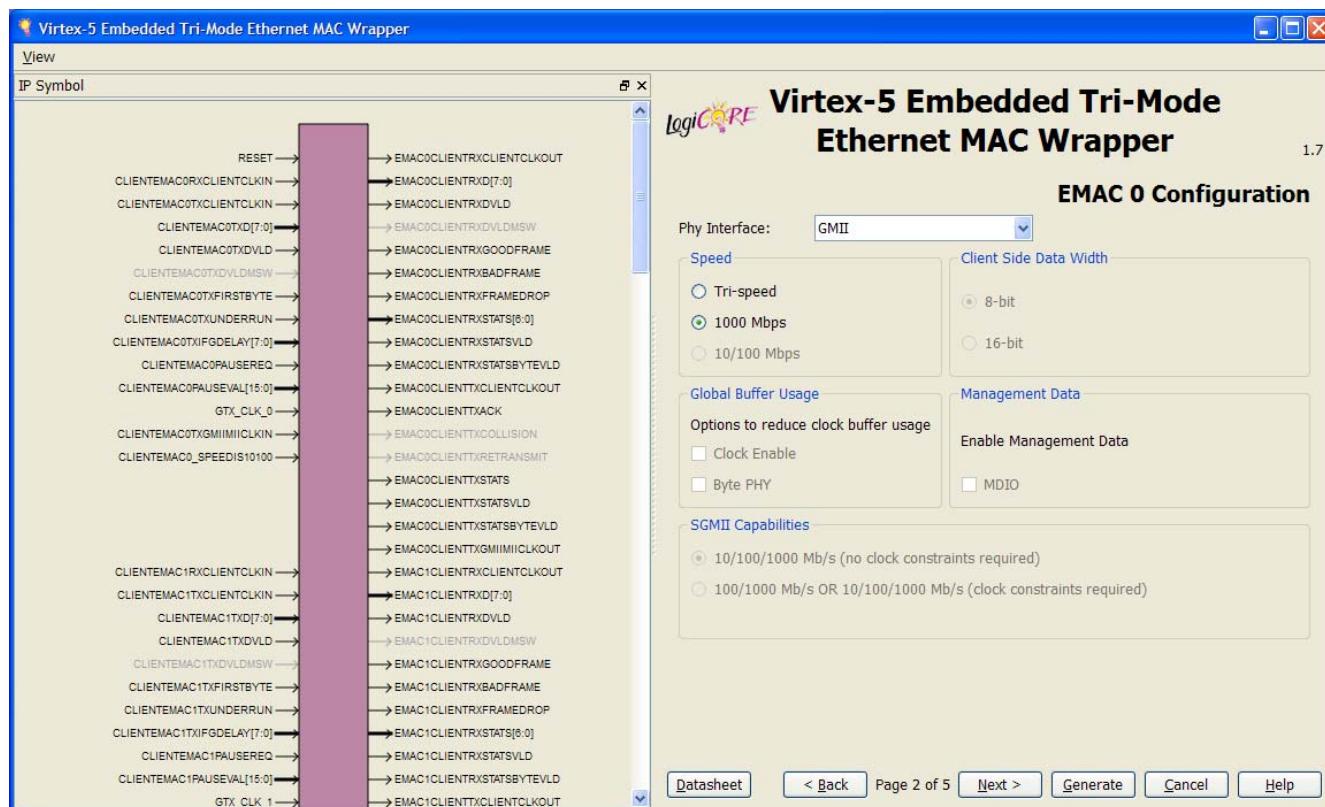 Virtex-5 Embedded Tri-Mode Ethernet MAC Wrapper
View
IP Symbol
RESET
CLIENTEMAC0RXCLIENTCLKIN
CLIENTEMAC0TXCLIENTCLKIN
CLIENTEMAC0TXD[7:0]
CLIENTEMAC0TXDVLD
CLIENTEMAC0TXDVLDMSW
CLIENTEMAC0TXFIRSTBYTE
CLIENTEMAC0TXUNDERRUN
CLIENTEMAC0TXIFGDELAY[7:0]
CLIENTEMAC0PAUSEREQ
CLIENTEMAC0PAUSEVAL[15:0]
GTX_CLK_0
CLIENTEMAC0TXGMIIMIICLKIN
CLIENTEMAC0_SPEEDIS10100
CLIENTEMAC1RXCLIENTCLKIN
CLIENTEMAC1TXCLIENTCLKIN
CLIENTEMAC1TXD[7:0]
CLIENTEMAC1TXDVLD
CLIENTEMAC1TXDVLDMSW
CLIENTEMAC1TXFIRSTBYTE
CLIENTEMAC1TXUNDERRUN
CLIENTEMAC1TXIFGDELAY[7:0]
CLIENTEMAC1PAUSEREQ
CLIENTEMAC1PAUSEVAL[15:0]
GTX_CLK_1
EMAC0CLIENTRXCLIENTCLKOUT
EMAC0CLIENTRXD[7:0]
EMAC0CLIENTRXDVLD
EMAC0CLIENTRXDVLDMSW
EMAC0CLIENTRXGOODFRAME
EMAC0CLIENTRXBADFRAME
EMAC0CLIENTRXFRAMEDROP
EMAC0CLIENTRXSTATS[6:0]
EMAC0CLIENTRXSTATSVLD
EMAC0CLIENTRXSTATSBYTEVLD
EMAC0CLIENTTXCLIENTCLKOUT
EMAC0CLIENTTXACK
EMAC0CLIENTTXCOLLISION
EMAC0CLIENTTXRETRANSMIT
EMAC0CLIENTTXSTATS
EMAC0CLIENTTXSTATSVLD
EMAC0CLIENTTXSTATSBYTEVLD
EMAC0CLIENTTXGMIIMIICLKOUT
EMAC1CLIENTRXCLIENTCLKOUT
EMAC1CLIENTRXD[7:0]
EMAC1CLIENTRXDVLD
EMAC1CLIENTRXDVLDMSW
EMAC1CLIENTRXGOODFRAME
EMAC1CLIENTRXBADFRAME
EMAC1CLIENTRXFRAMEDROP
EMAC1CLIENTRXSTATS[6:0]
EMAC1CLIENTRXSTATSVLD
EMAC1CLIENTRXSTATSBYTEVLD
EMAC1CLIENTTXCLIENTCLKOUT
LogiCORE
Virtex-5 Embedded Tri-Mode
Ethernet MAC Wrapper
1.7
EMAC 0 Configuration
Phy Interface: GMII
Speed
Tri-speed
1000 Mbps
10/100 Mbps
Client Side Data Width
8-bit
16-bit
Global Buffer Usage
Options to reduce clock buffer usage
Clock Enable
Byte PHY
Management Data
Enable Management Data
MDIO
SGMII Capabilities
10/100/1000 Mb/s (no clock constraints required)
100/1000 Mb/s OR 10/100/1000 Mb/s (clock constraints required)
Datasheet < Back Page 2 of 5 Next > Generate Cancel Help